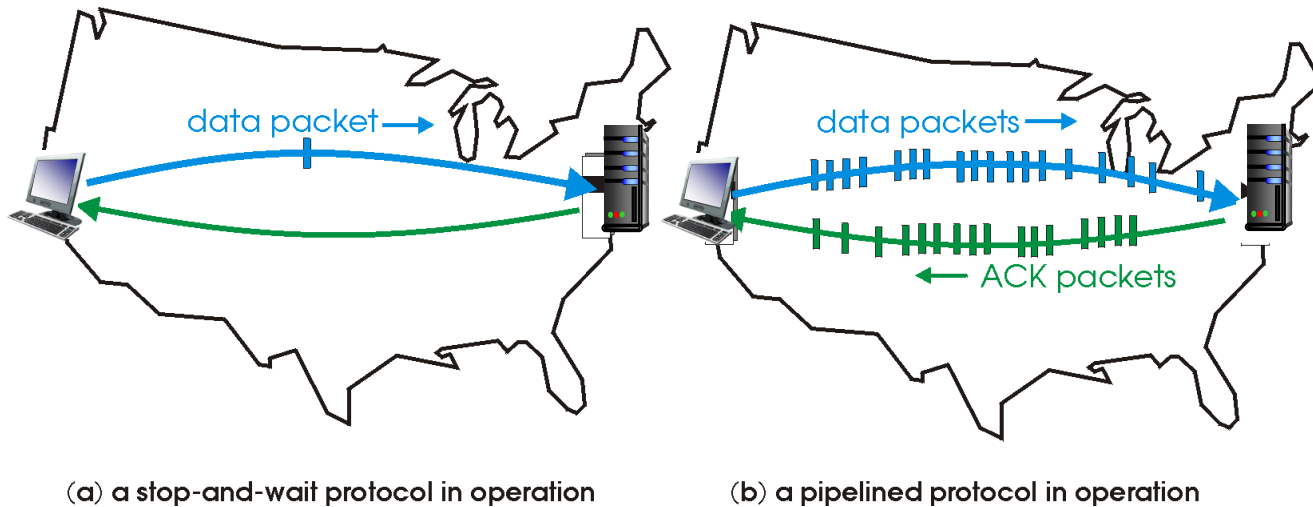 data packet
data packets
ACK packets
(a) a stop-and-wait protocol in operation
(b) a pipelined protocol in operation